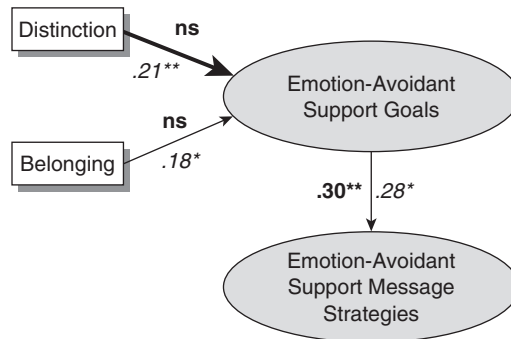 Distinction
ns
.21**
Emotion-Avoidant
Support Goals
ns
Belonging
.18*
.30**
.28*
Emotion-Avoidant
Support Message
Strategies